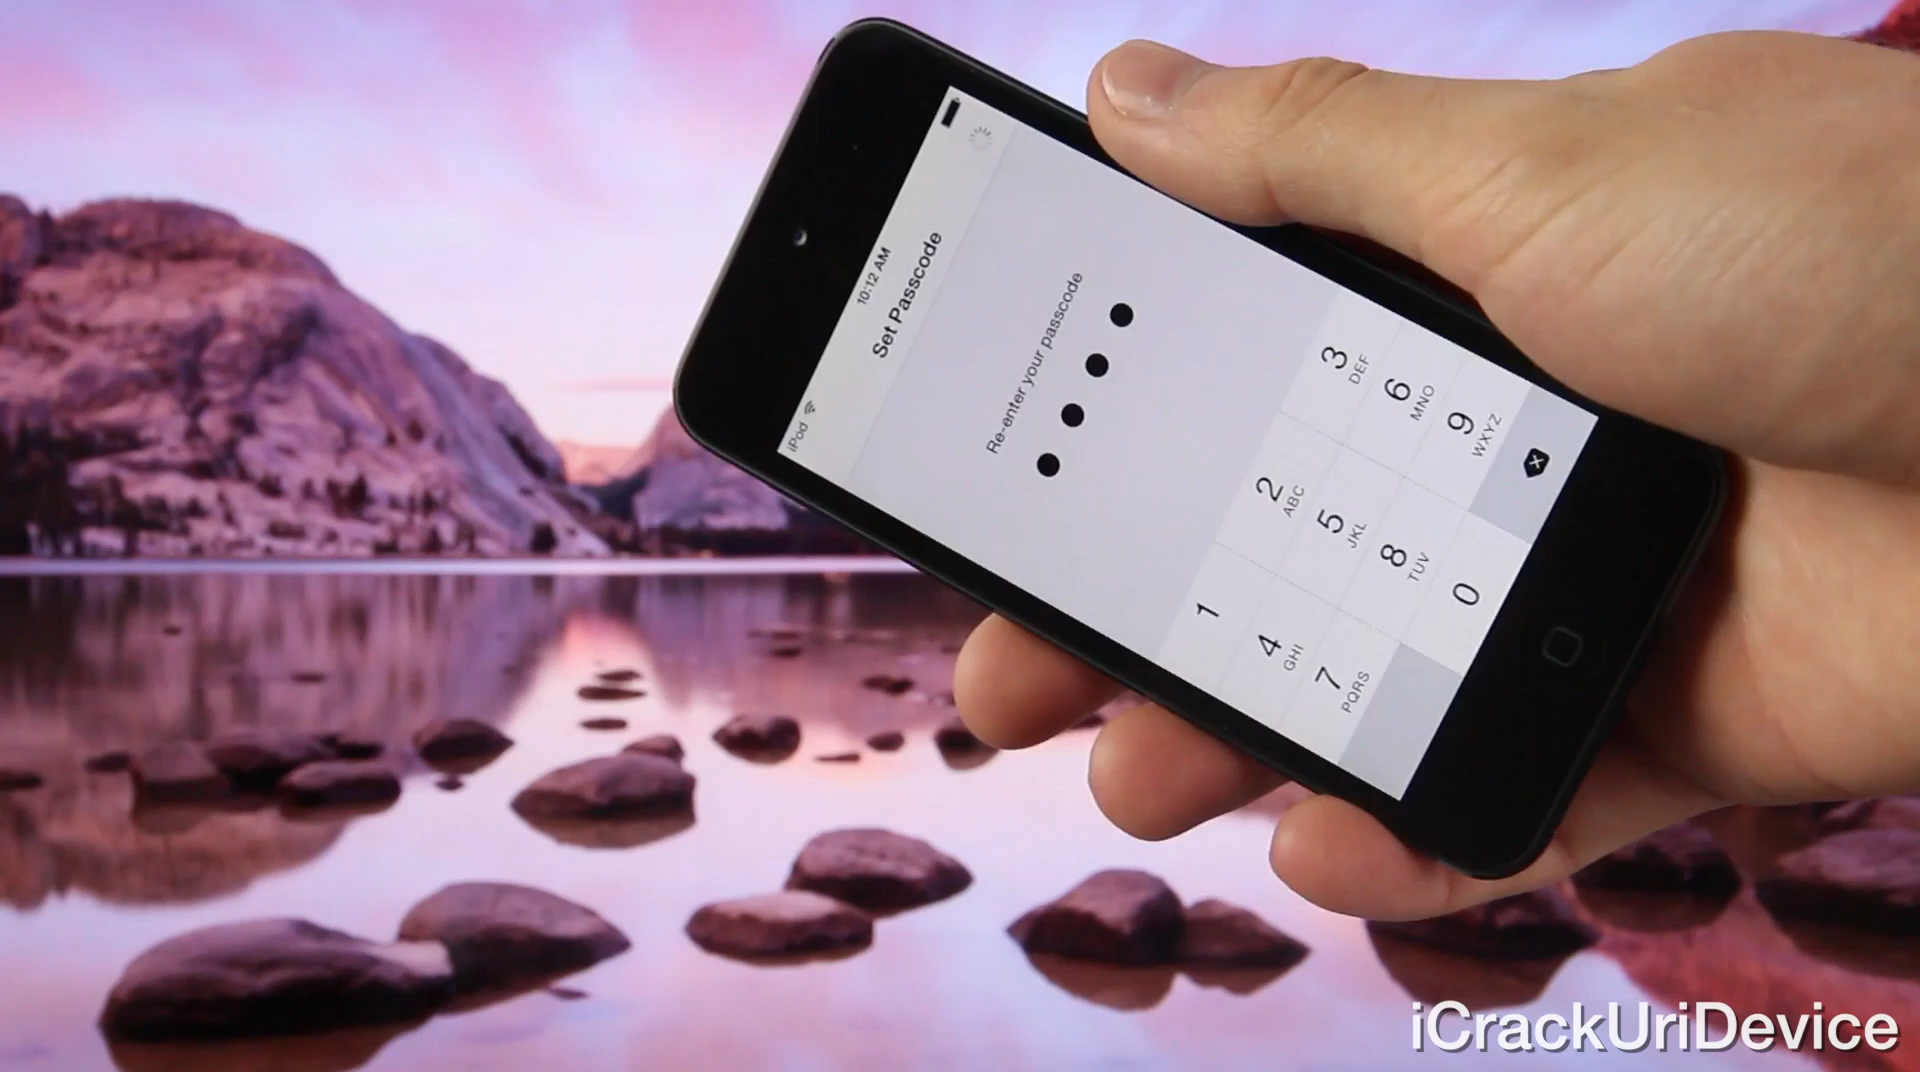 iPod 10:12 AM
Set Passcode
Re-enter your passcode
1 2 ABC 3 DEF
4 GHI 5 JKL 6 MNO
7 PQRS 8 TUV 9 WXYZ
0
iCrackUriDevice